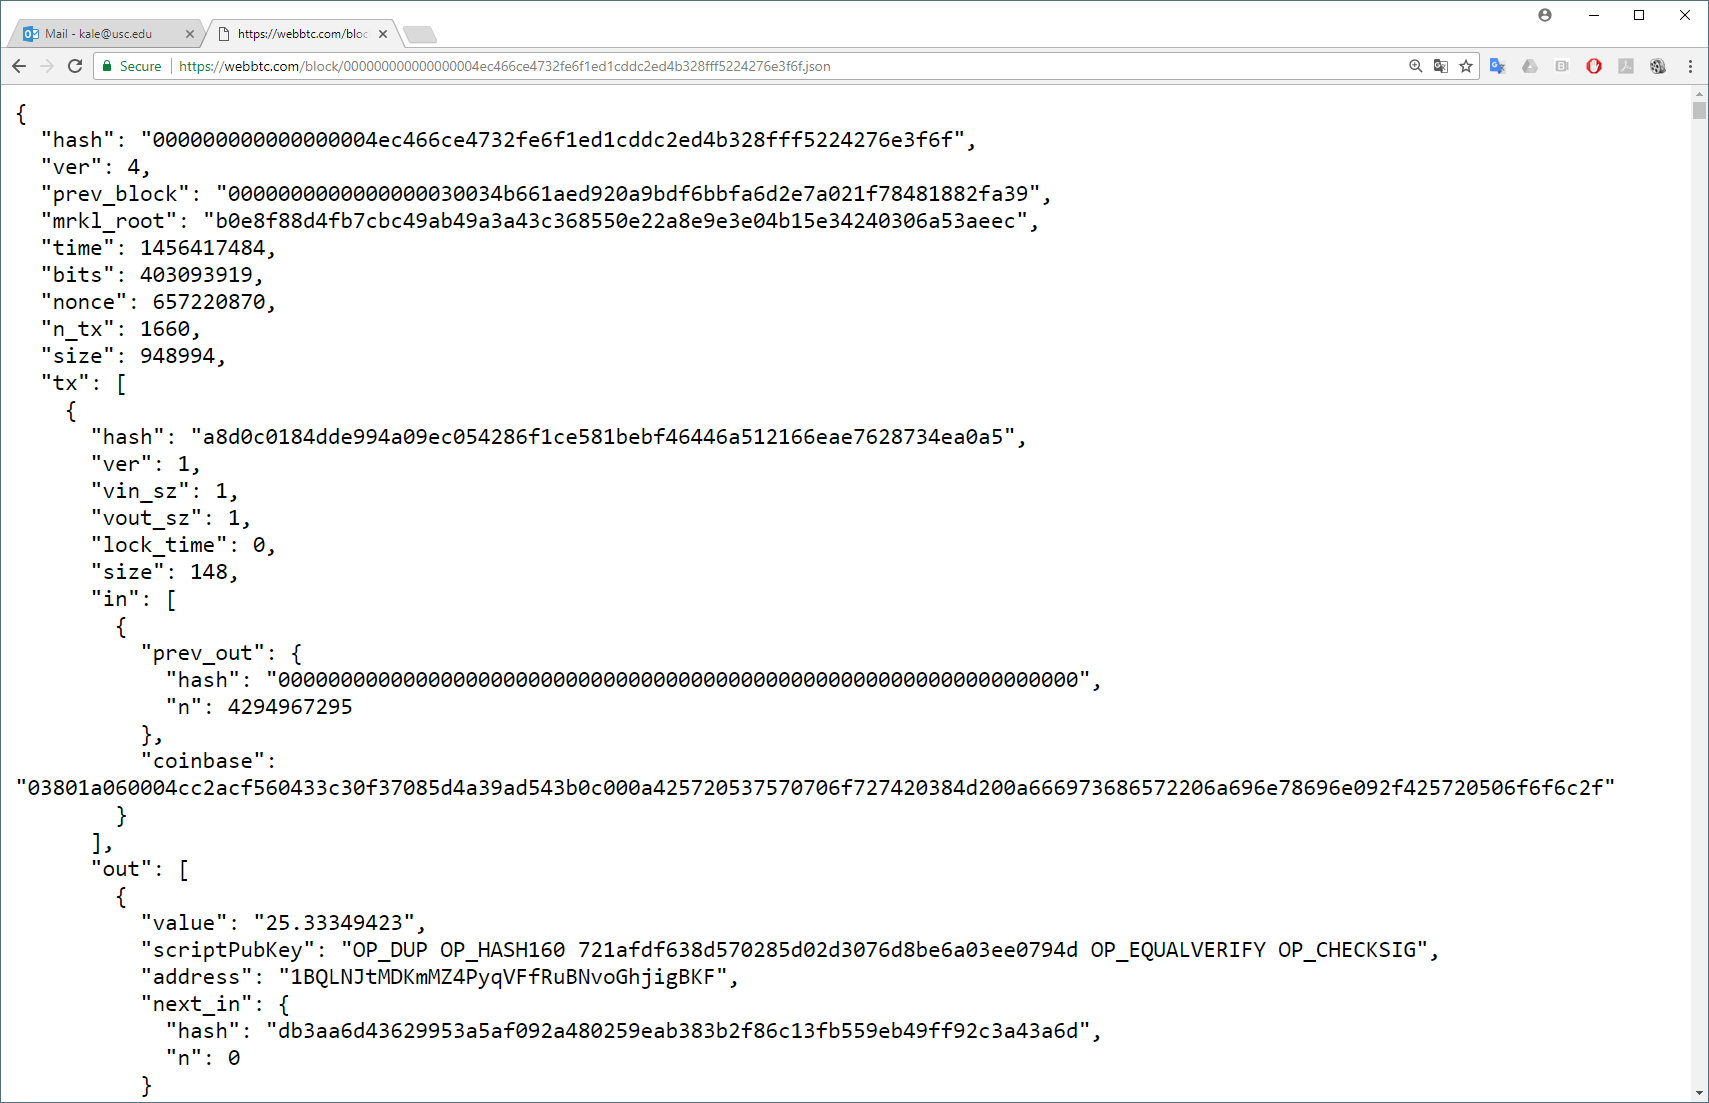 Mail - kale@usc.edu
https://webbtc.com/bloc
Secure
https://webbtc.com/block/000000000000000004ec466ce4732fe6f1ed1cddc2ed4b328fff5224276e3f6f.json
{
"hash": "000000000000000004ec466ce4732fe6f1ed1cddc2ed4b328fff5224276e3f6f",
"ver": 4,
"prev_block": "0000000000000000030034b661aed920a9bdf6bbfa6d2e7a021f78481882fa39",
"mrkl_root": "b0e8f88d4fb7cbc49ab49a3a43c368550e22a8e9e3e04b15e34240306a53aeec",
"time": 1456417484,
"bits": 403093919,
"nonce": 657220870,
"n_tx": 1660,
"size": 948994,
"tx": [
{
"hash": "a8d0c0184dde994a09ec054286f1ce581bebf46446a512166eae7628734ea0a5",
"ver": 1,
"vin_sz": 1,
"vout_sz": 1,
"lock_time": 0,
"size": 148,
"in": [
{
"prev_out": {
"hash": "0000000000000000000000000000000000000000000000000000000000000000",
"n": 4294967295
},
"coinbase":
"03801a060004cc2acf560433c30f37085d4a39ad543b0c000a425720537570706f727420384d200a666973686572206a696e78696e092f425720506f6f6c2f"
}
],
"out": [
{
"value": "25.33349423",
"scriptPubKey": "OP_DUP OP_HASH160 721afdf638d570285d02d3076d8be6a03ee0794d OP_EQUALVERIFY OP_CHECKSIG",
"address": "1BQLNJtMDKmMZ4PyqVFfRuBNvoGhjigBKF",
"next_in": {
"hash": "db3aa6d43629953a5af092a480259eab383b2f86c13fb559eb49ff92c3a43a6d",
"n": 0
}